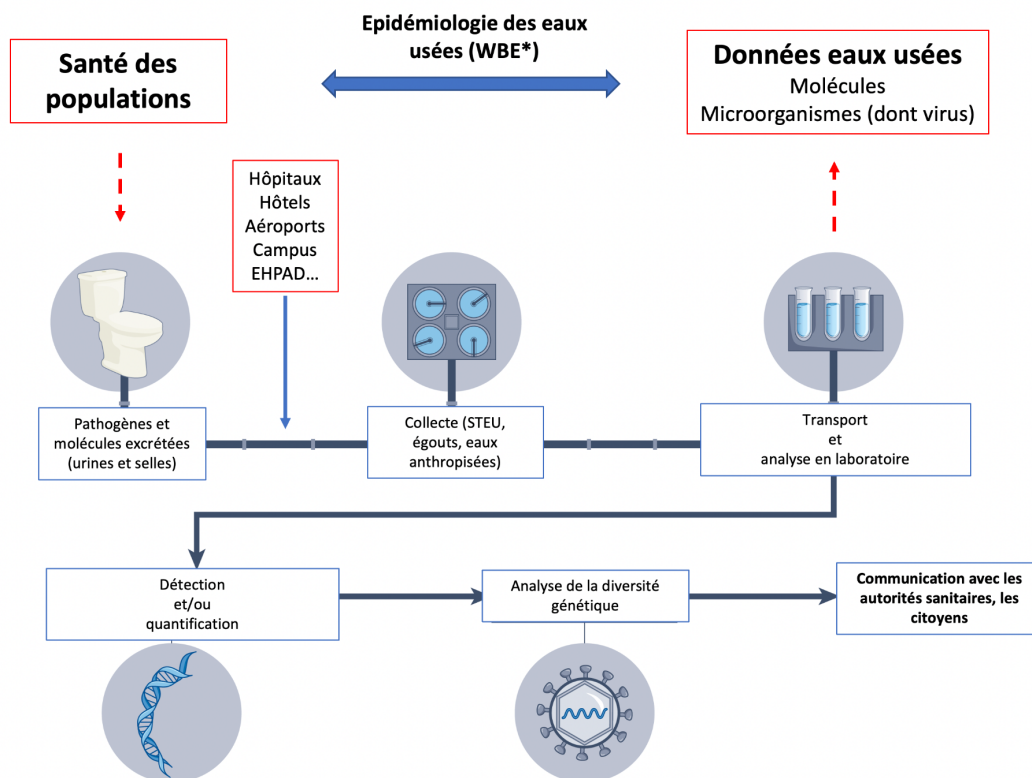 Epidémiologie des eaux
usées (WBE*)
Santé des
populations
Données eaux usées
Molécules
Microorganismes (dont virus)
Hôpitaux
Hôtels
Aéroports
Campus
EHPAD...
Pathogènes et
molécules excrétées
(urines et selles)
Collecte (STEU,
égouts, eaux
anthropisées)
Transport
et
analyse en laboratoire
Détection
et/ou
quantification
Analyse de la diversité
génétique
Communication avec les
autorités sanitaires, les
citoyens